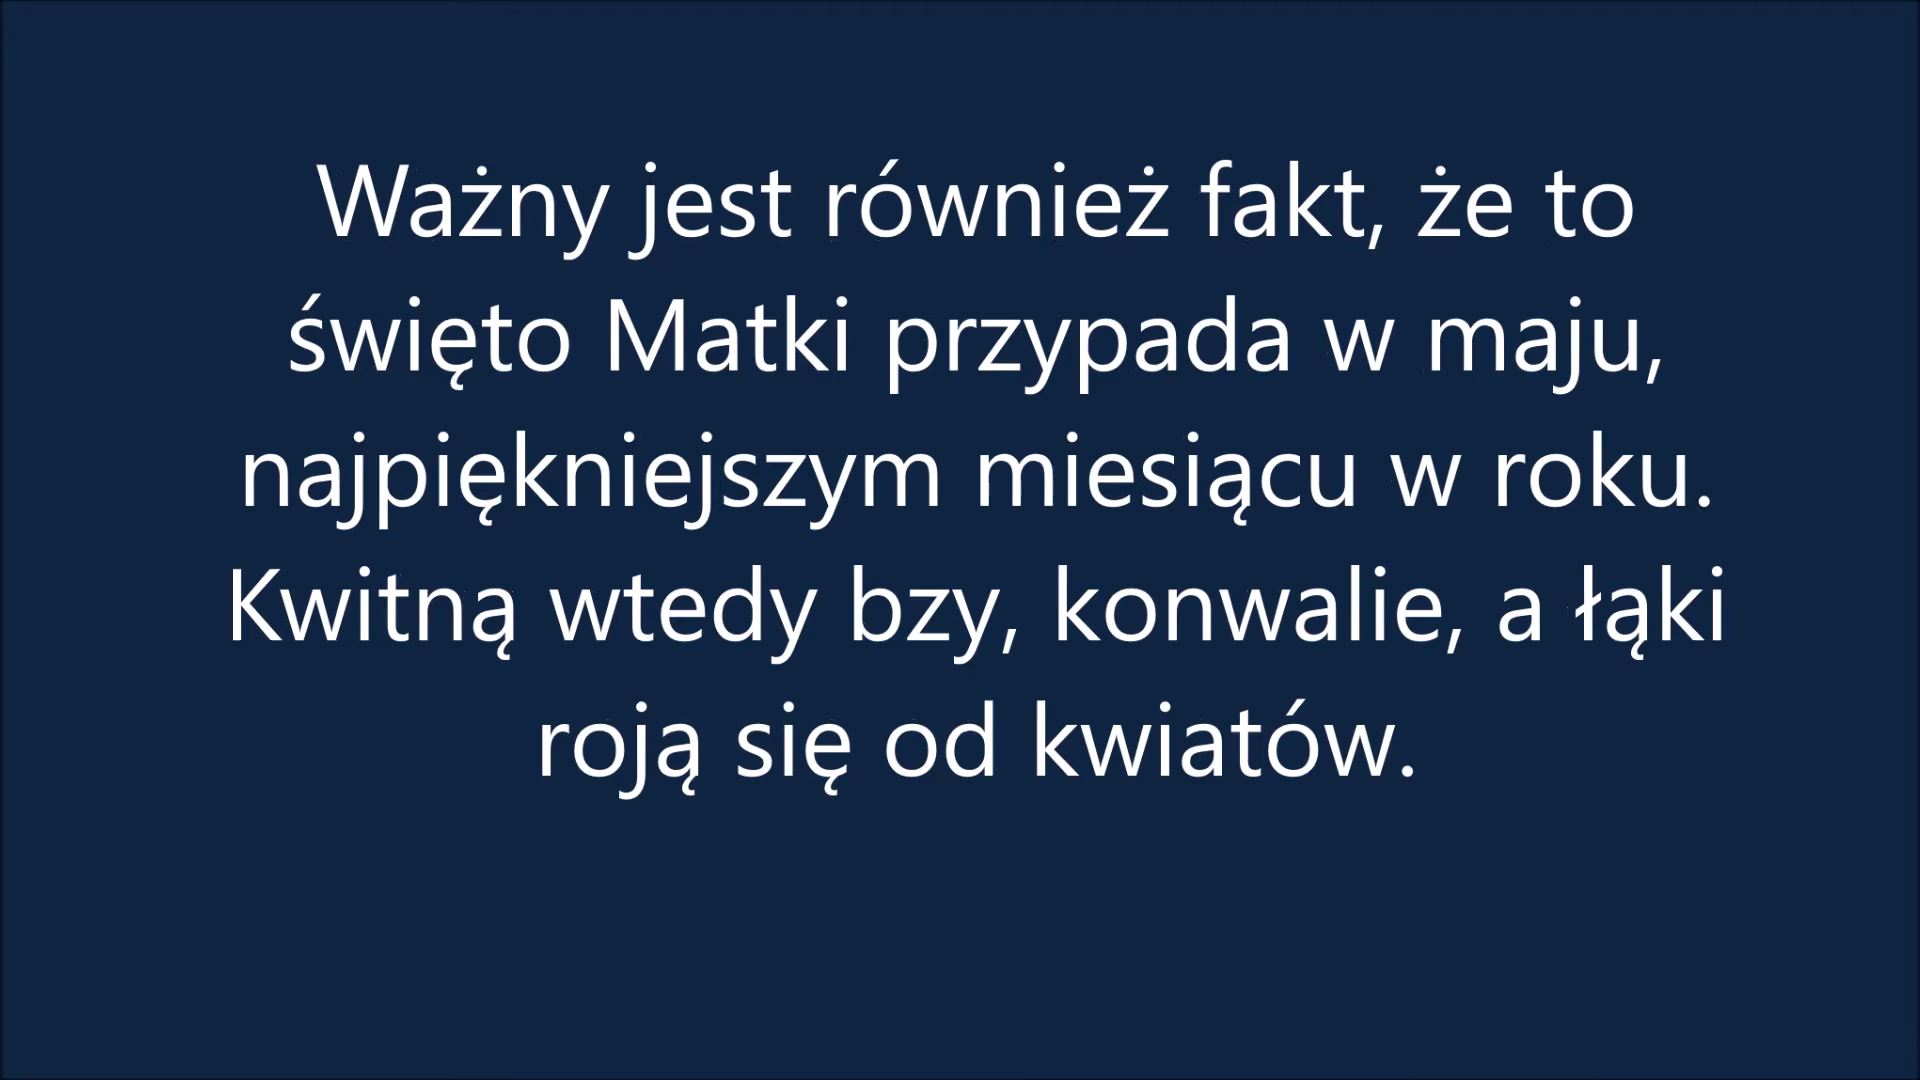 Ważny jest również fakt, że to
święto Matki przypada w maju,
najpiękniejszym miesiącu w roku.
Kwitną wtedy bzy, konwalie, a łąki
roją się od kwiatów.